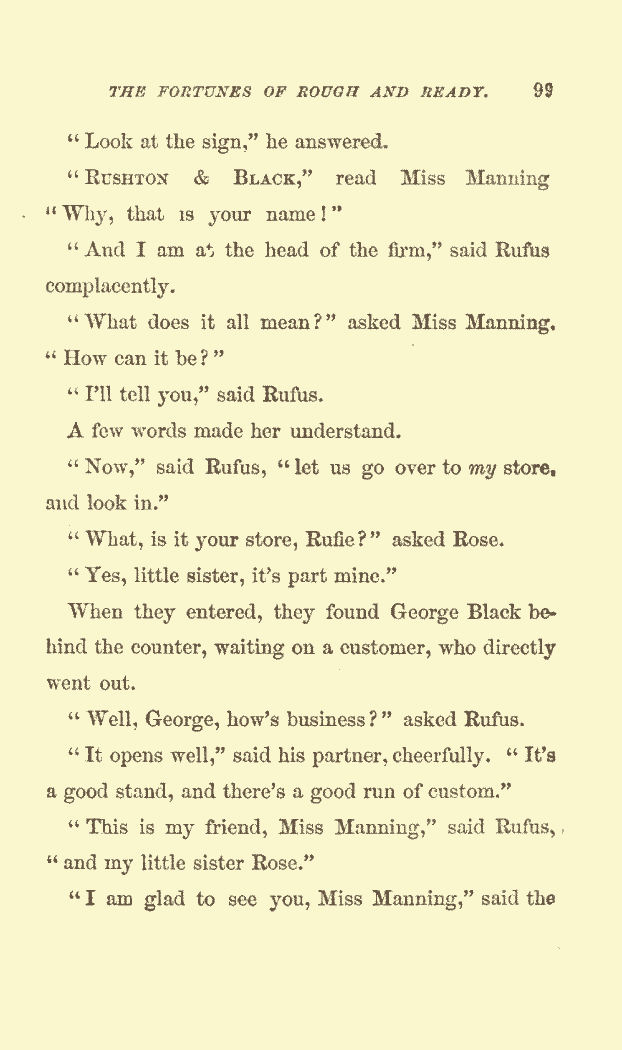 THE FORTUNES OF ROUGH AND READY. 99
“Look at the sign,” he answered.
“RUSHTON & BLACK,” read Miss Manning
“Why, that is your name!”
“And I am at the head of the firm,” said Rufus
complacently.
“What does it all mean?” asked Miss Manning.
“How can it be?”
“I’ll tell you,” said Rufus.
A few words made her understand.
“Now,” said Rufus, “let us go over to my store,
and look in.”
“What, is it your store, Rufie?” asked Rose.
“Yes, little sister, it’s part mine.”
When they entered, they found George Black be-
hind the counter, waiting on a customer, who directly
went out.
“Well, George, how’s business?” asked Rufus.
“It opens well,” said his partner, cheerfully. “It’s
a good stand, and there’s a good run of custom.”
“This is my friend, Miss Manning,” said Rufus,
“and my little sister Rose.”
“I am glad to see you, Miss Manning,” said the